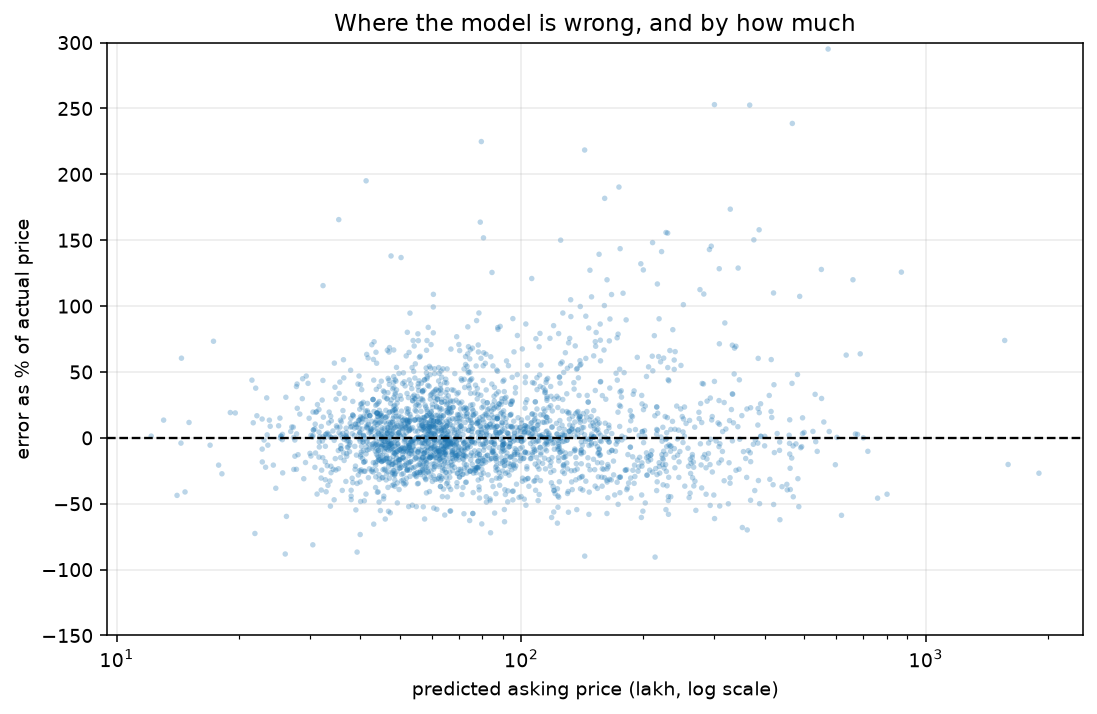 Where the model is wrong, and by how much
300
250
200
150
100
50
0
−50
−100
−150
error as % of actual price
10¹ 10² 10³
predicted asking price (lakh, log scale)